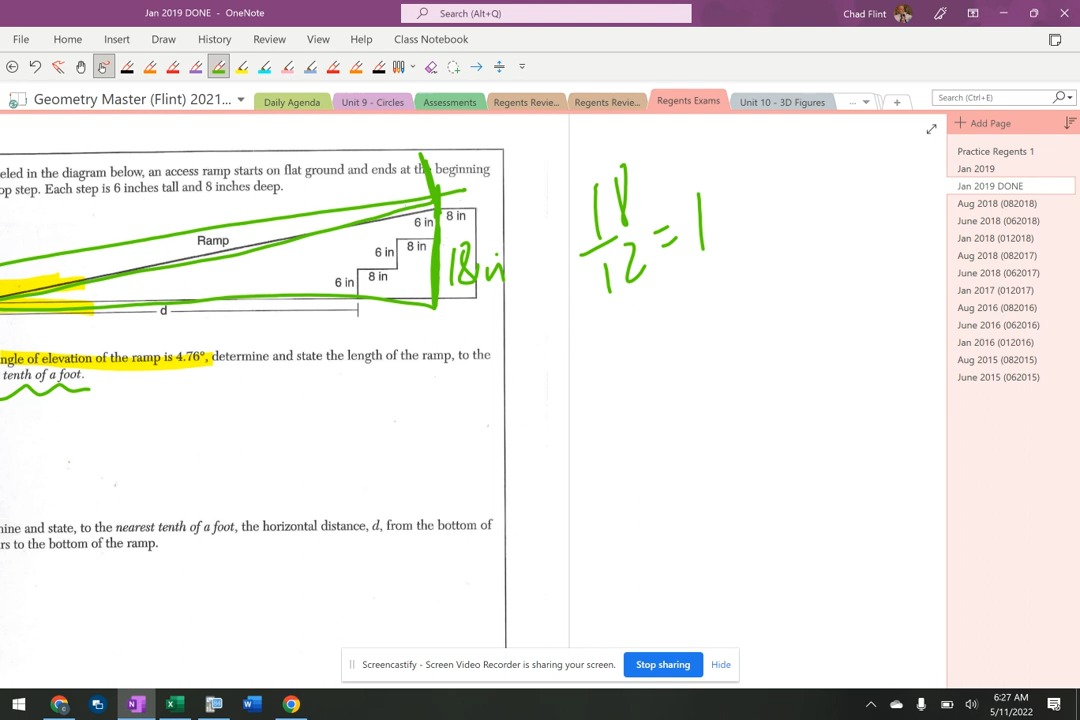 Jan 2019 DONE - OneNote
Search (Alt+Q)
Chad Flint
File Home Insert Draw History Review View Help Class Notebook
Geometry Master (Flint) 2021...
Daily Agenda
Unit 9 - Circles
Assessments
Regents Revie...
Regents Revie...
Regents Exams
Unit 10 - 3D Figures
...
Search (Ctrl+E)
Add Page
Practice Regents 1
Jan 2019
Jan 2019 DONE
Aug 2018 (082018)
June 2018 (062018)
Jan 2018 (012018)
Aug 2018 (082017)
June 2018 (062017)
Jan 2017 (012017)
Aug 2016 (082016)
June 2016 (062016)
Jan 2016 (012016)
Aug 2015 (082015)
June 2015 (062015)
eled in the diagram below, an access ramp starts on flat ground and ends at the beginning
op step. Each step is 6 inches tall and 8 inches deep.
Ramp
6 in
8 in
6 in
8 in
6 in
8 in
18 in
d
18
12 = 1
ngle of elevation of the ramp is 4.76°, determine and state the length of the ramp, to the
tenth of a foot.
nine and state, to the nearest tenth of a foot, the horizontal distance, d, from the bottom of
rs to the bottom of the ramp.
Screencastify - Screen Video Recorder is sharing your screen.
Stop sharing
Hide
6:27 AM
5/11/2022